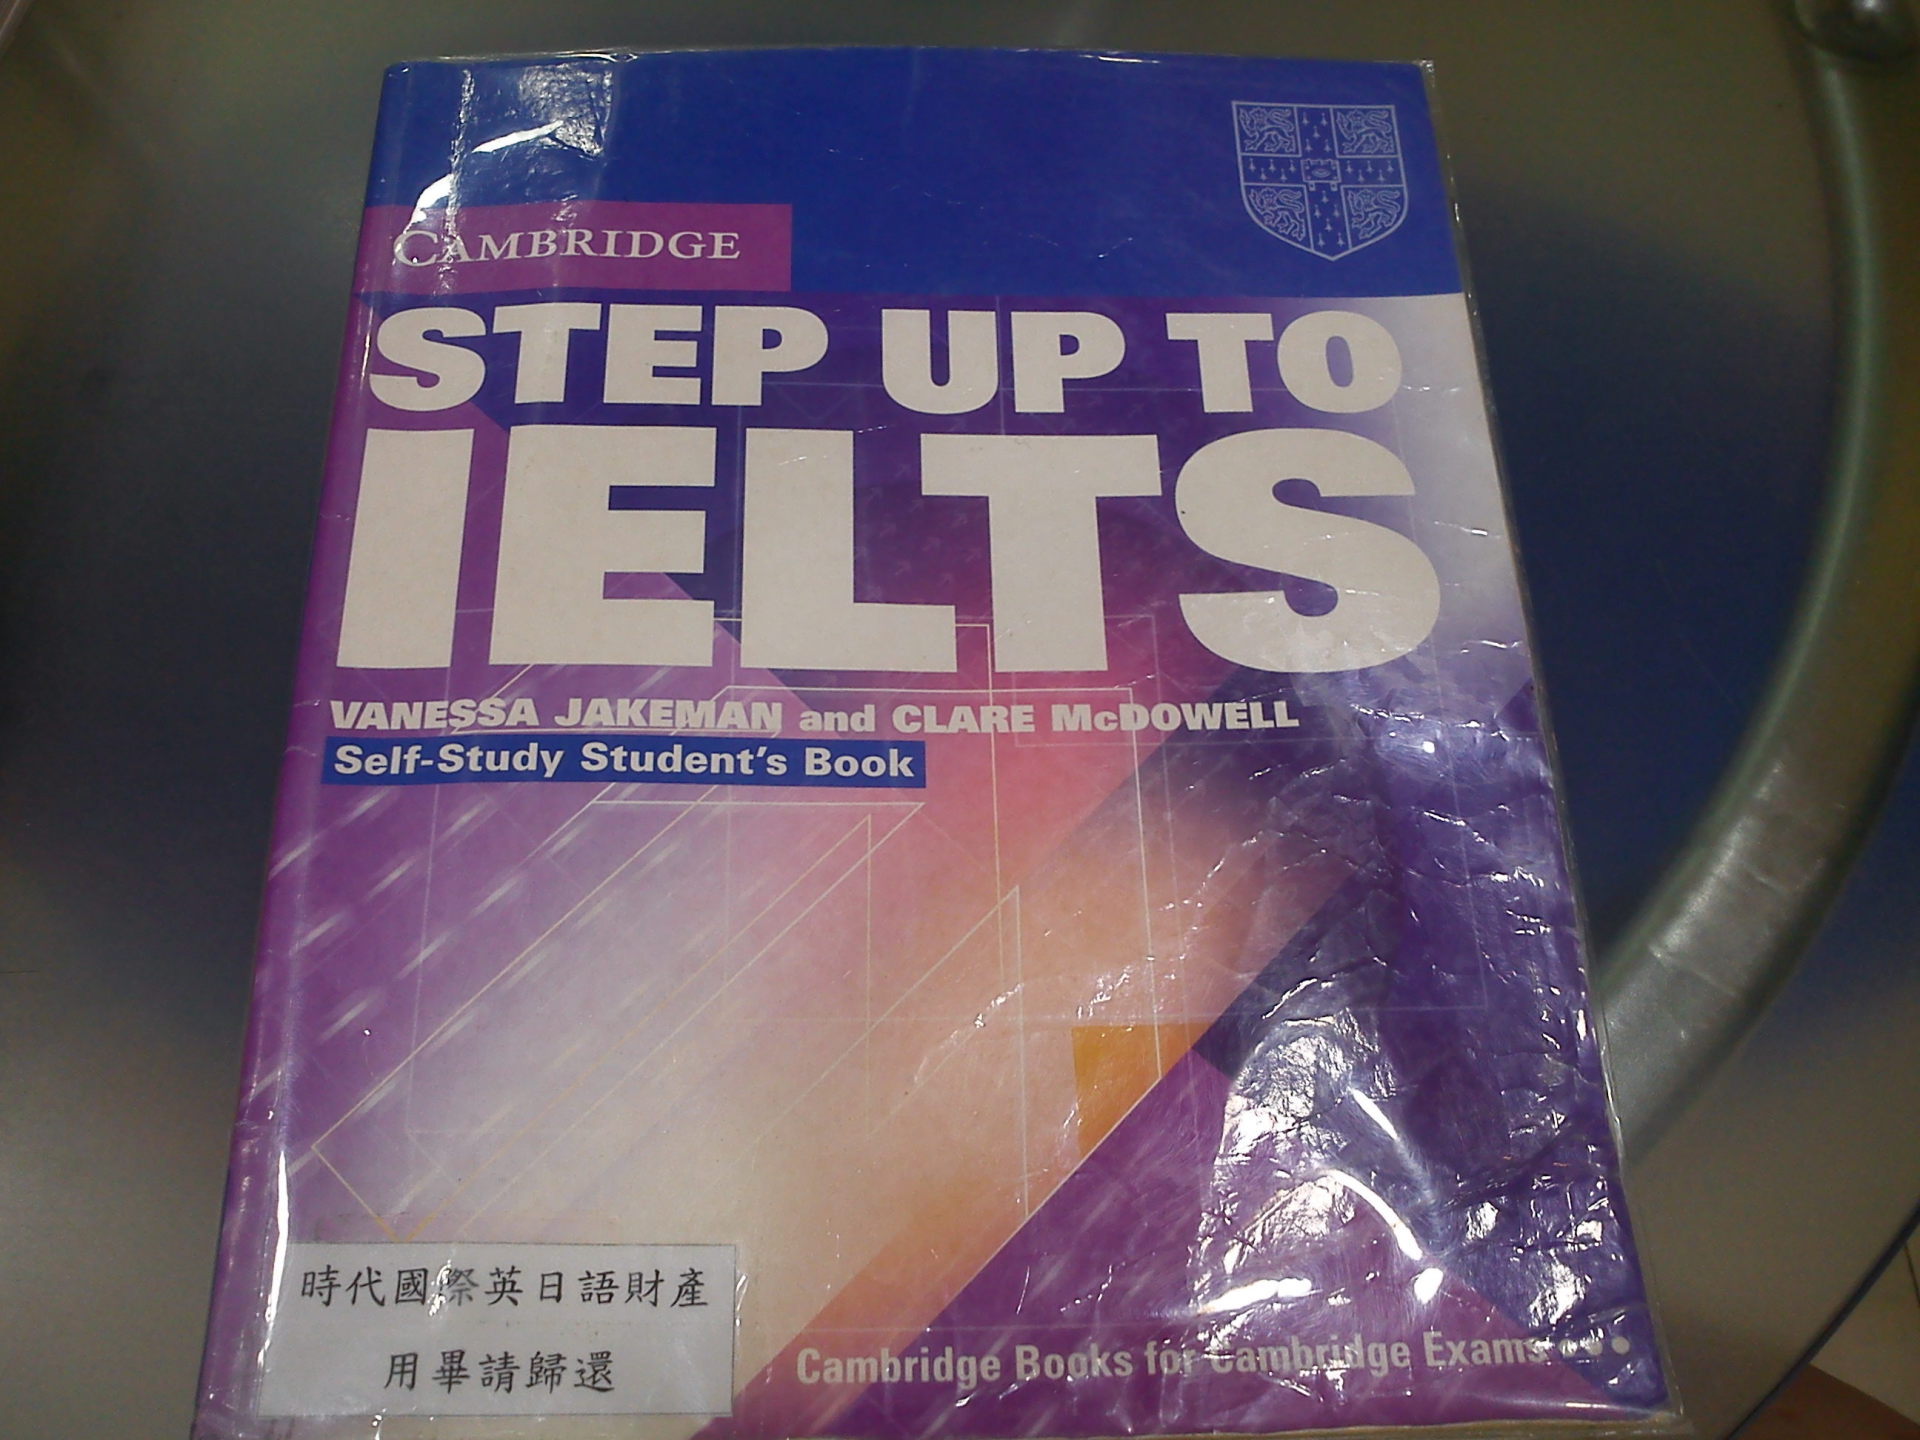 CAMBRIDGE
STEP UP TO
IELTS
VANESSA JAKEMAN and CLARE McDOWELL
Self-Study Student's Book
時代國際英日語財產
用畢請歸還
Cambridge Books for Cambridge Exams •••